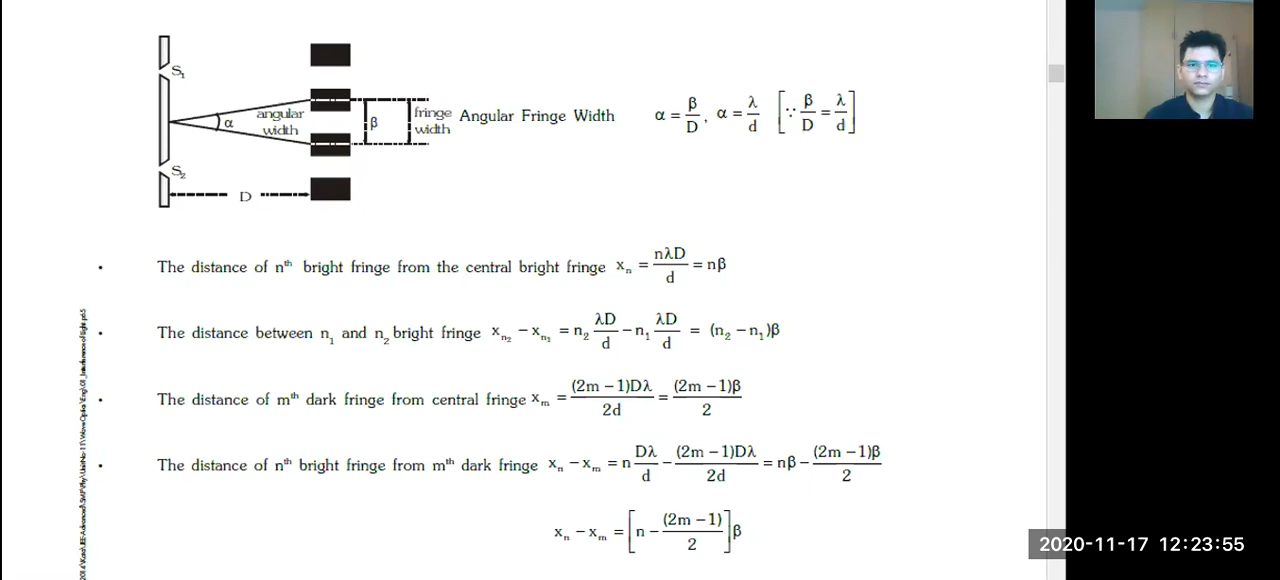 S₁
α
angular width
β
fringe width
S₂
D
Angular Fringe Width α = β/D, α = λ/d [∵ β/D = λ/d]
• The distance of nᵗʰ bright fringe from the central bright fringe xₙ = nλD/d = nβ
• The distance between n₁ and n₂ bright fringe x_{n₂} − x_{n₁} = n₂ λD/d − n₁ λD/d = (n₂ − n₁)β
• The distance of mᵗʰ dark fringe from central fringe xₘ = (2m − 1)Dλ/2d = (2m − 1)β/2
• The distance of nᵗʰ bright fringe from mᵗʰ dark fringe xₙ − xₘ = n Dλ/d − (2m − 1)Dλ/2d = nβ − (2m − 1)β/2
xₙ − xₘ = [n − (2m − 1)/2]β
2020-11-17 12:23:55